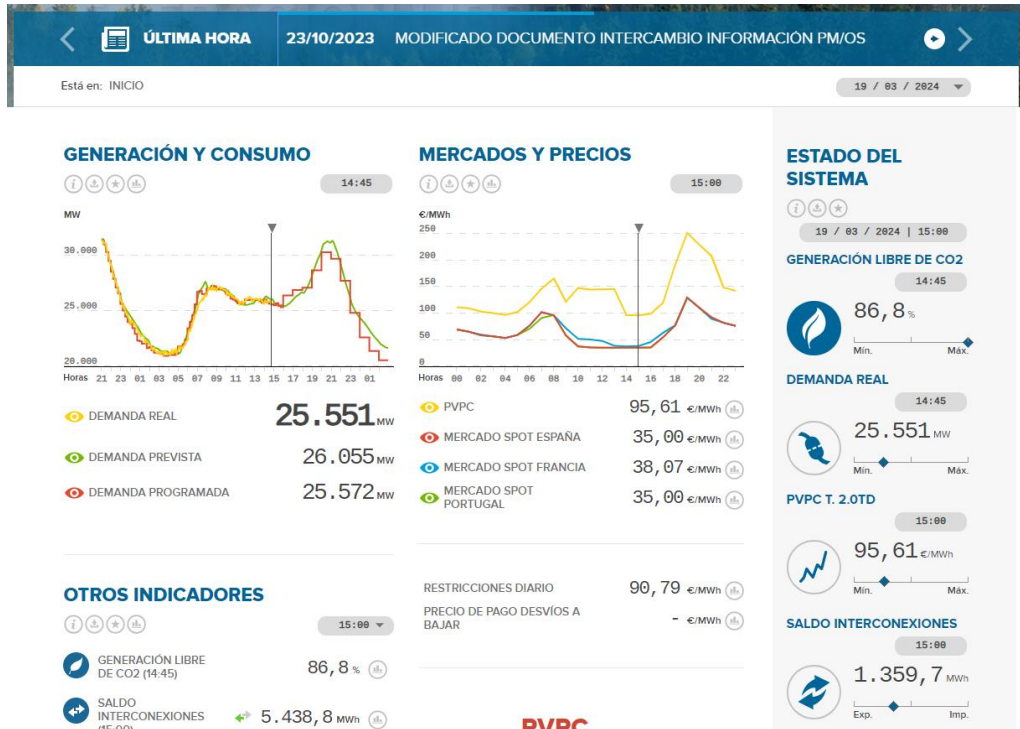 ÚLTIMA HORA 23/10/2023 MODIFICADO DOCUMENTO INTERCAMBIO INFORMACIÓN PM/OS
Está en: INICIO
19 / 03 / 2024
GENERACIÓN Y CONSUMO
14:45
MW
30.000
25.000
20.000
Horas 21 23 01 03 05 07 09 11 13 15 17 19 21 23 01
DEMANDA REAL 25.551 MW
DEMANDA PREVISTA 26.055 MW
DEMANDA PROGRAMADA 25.572 MW
MERCADOS Y PRECIOS
15:00
€/MWh
250
200
150
100
50
0
Horas 00 02 04 06 08 10 12 14 16 18 20 22
PVPC 95,61 €/MWh
MERCADO SPOT ESPAÑA 35,00 €/MWh
MERCADO SPOT FRANCIA 38,07 €/MWh
MERCADO SPOT
PORTUGAL 35,00 €/MWh
RESTRICCIONES DIARIO 90,79 €/MWh
PRECIO DE PAGO DESVÍOS A
BAJAR - €/MWh
PVPC
OTROS INDICADORES
15:00
GENERACIÓN LIBRE
DE CO2 (14:45) 86,8 %
SALDO
INTERCONEXIONES 5.438,8 MWh
(15:00)
ESTADO DEL
SISTEMA
19 / 03 / 2024 | 15:00
GENERACIÓN LIBRE DE CO2
14:45
86,8 %
Mín. Máx.
DEMANDA REAL
14:45
25.551 MW
Mín. Máx.
PVPC T. 2.0TD
15:00
95,61 €/MWh
Mín. Máx.
SALDO INTERCONEXIONES
15:00
1.359,7 MWh
Exp. Imp.